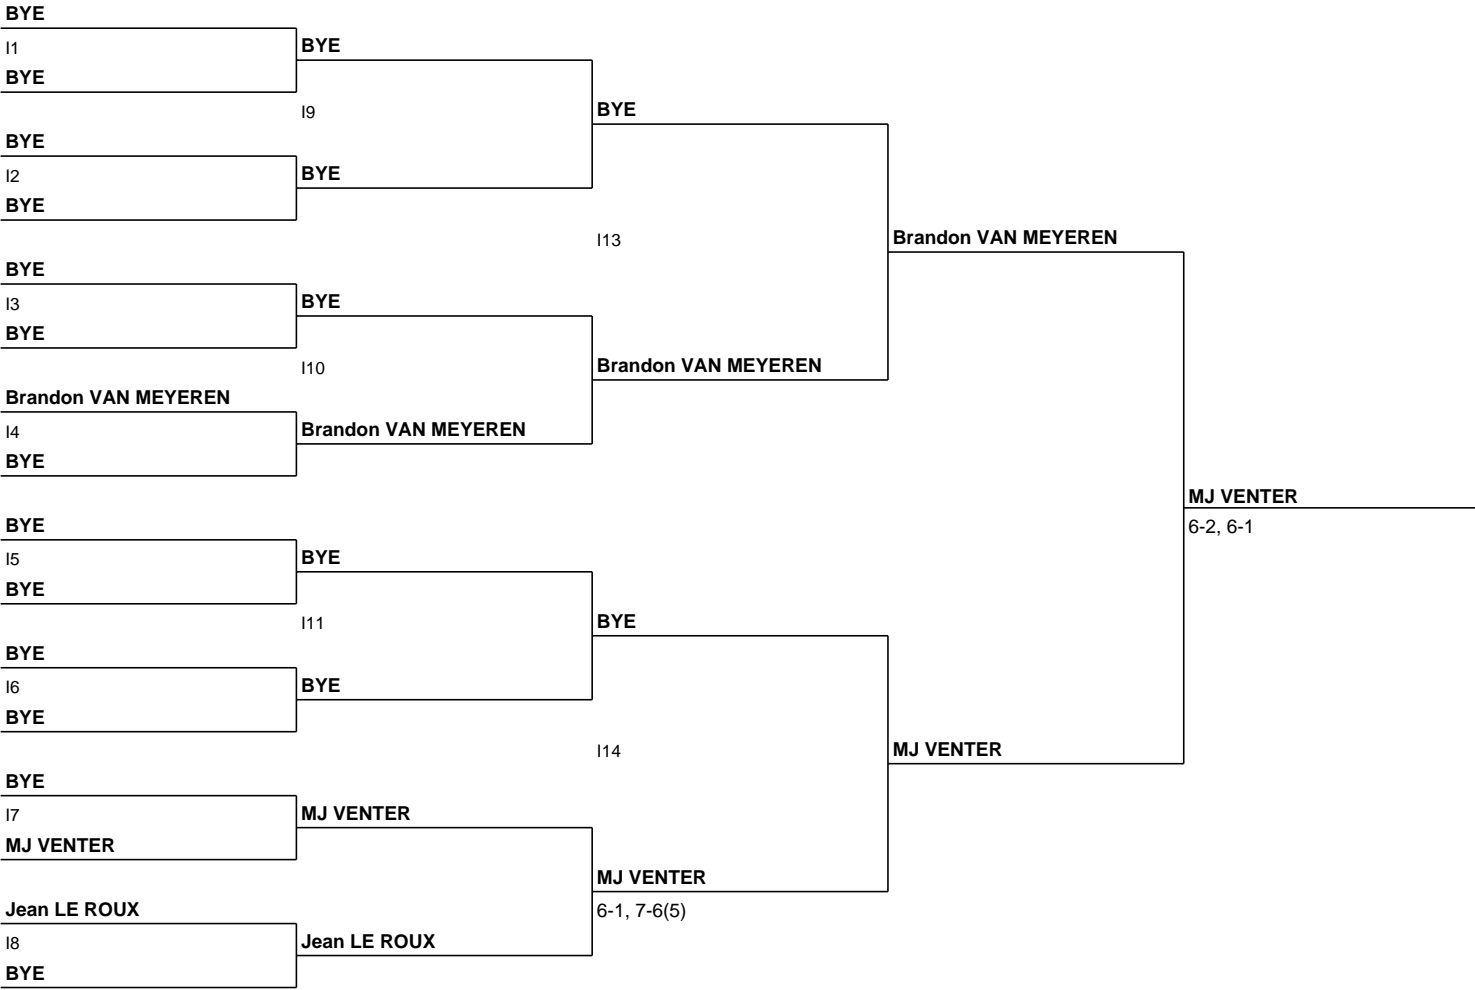 BYE
I1
BYE
BYE
I9
BYE
BYE
I2
BYE
BYE
I13
Brandon VAN MEYEREN
BYE
I3
BYE
BYE
I10
Brandon VAN MEYEREN
Brandon VAN MEYEREN
I4
Brandon VAN MEYEREN
BYE
MJ VENTER
6-2, 6-1
BYE
I5
BYE
BYE
I11
BYE
BYE
I6
BYE
BYE
I14
MJ VENTER
BYE
I7
MJ VENTER
MJ VENTER
MJ VENTER
6-1, 7-6(5)
Jean LE ROUX
I8
Jean LE ROUX
BYE